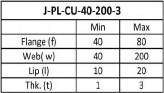 J-PL-CU-40-200-3
Min Max
Flange (f) 40 80
Web( w) 40 200
Lip (l) 10 20
Thk. (t) 1 3